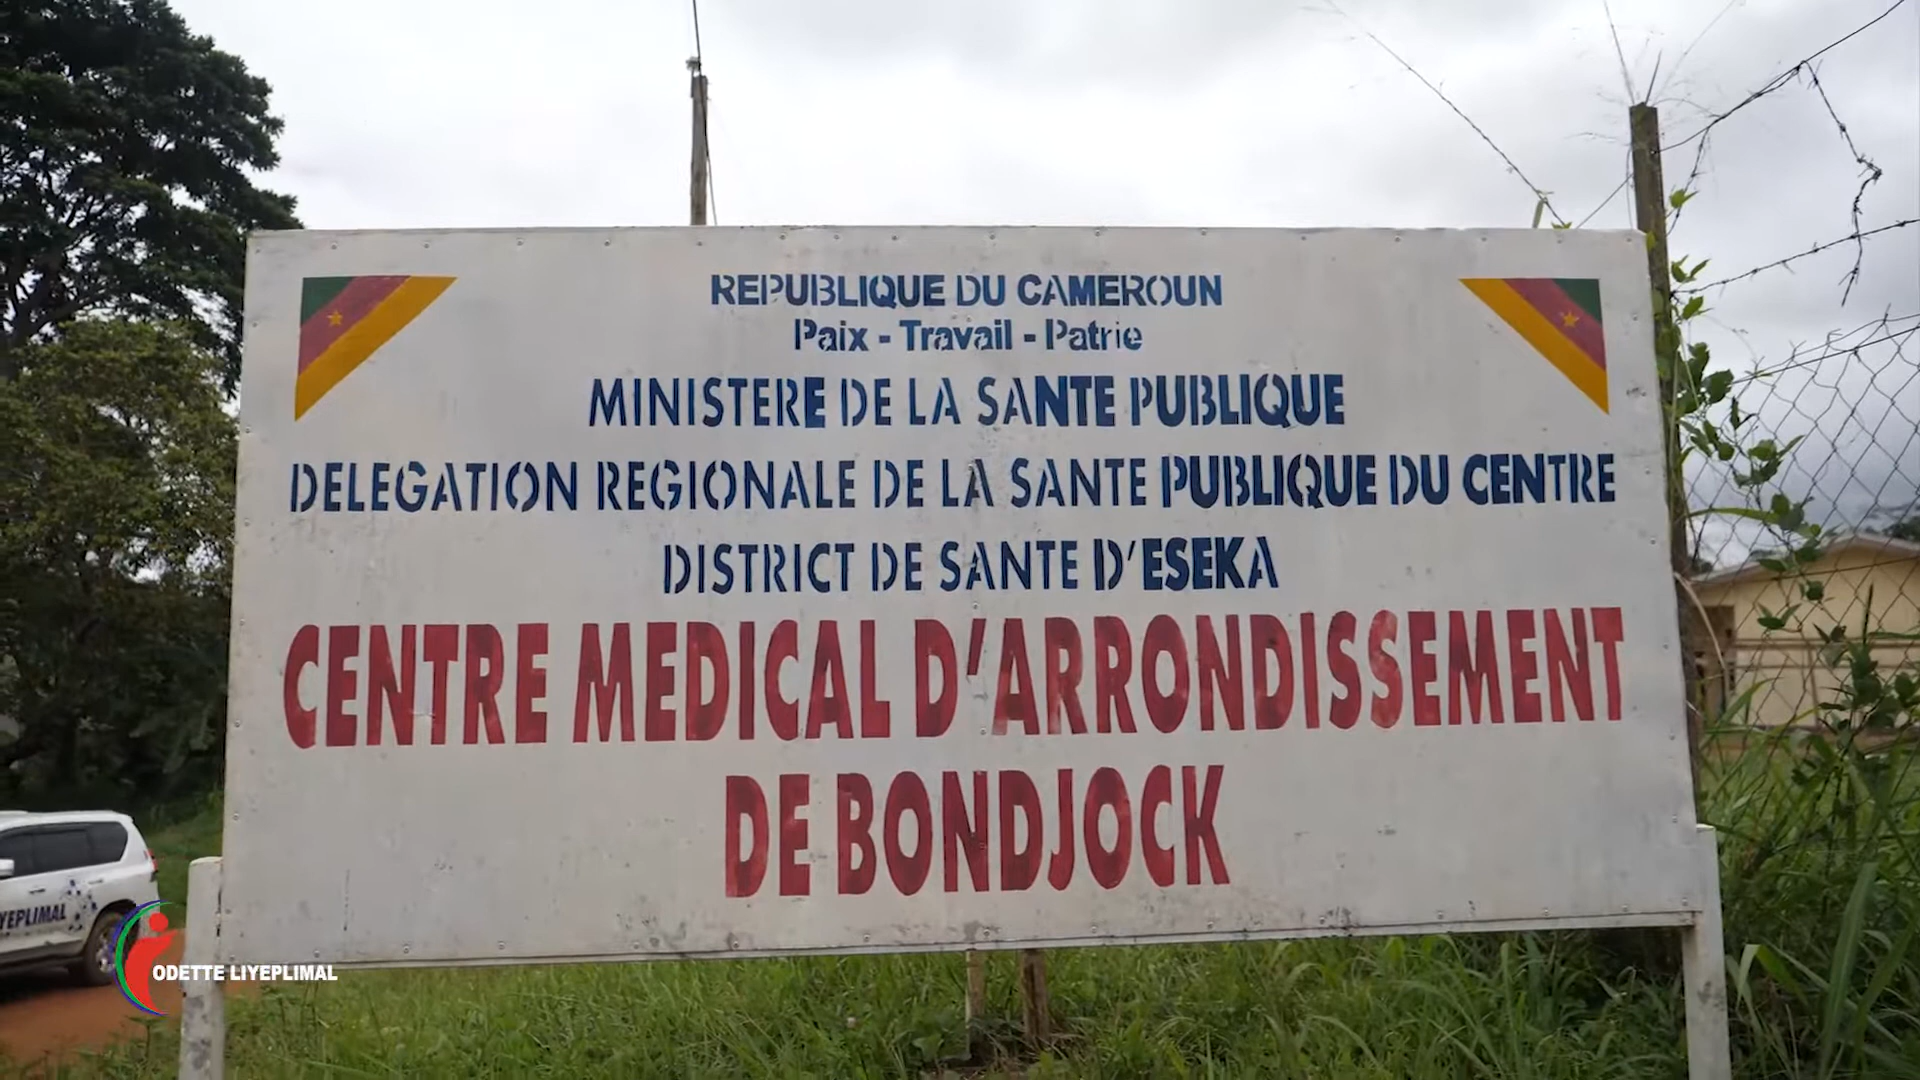 REPUBLIQUE DU CAMEROUN
Paix - Travail - Patrie
MINISTERE DE LA SANTE PUBLIQUE
DELEGATION REGIONALE DE LA SANTE PUBLIQUE DU CENTRE
DISTRICT DE SANTE D'ESEKA
CENTRE MEDICAL D'ARRONDISSEMENT
DE BONDJOCK
YEPLIMAL
ODETTE LIYEPLIMAL